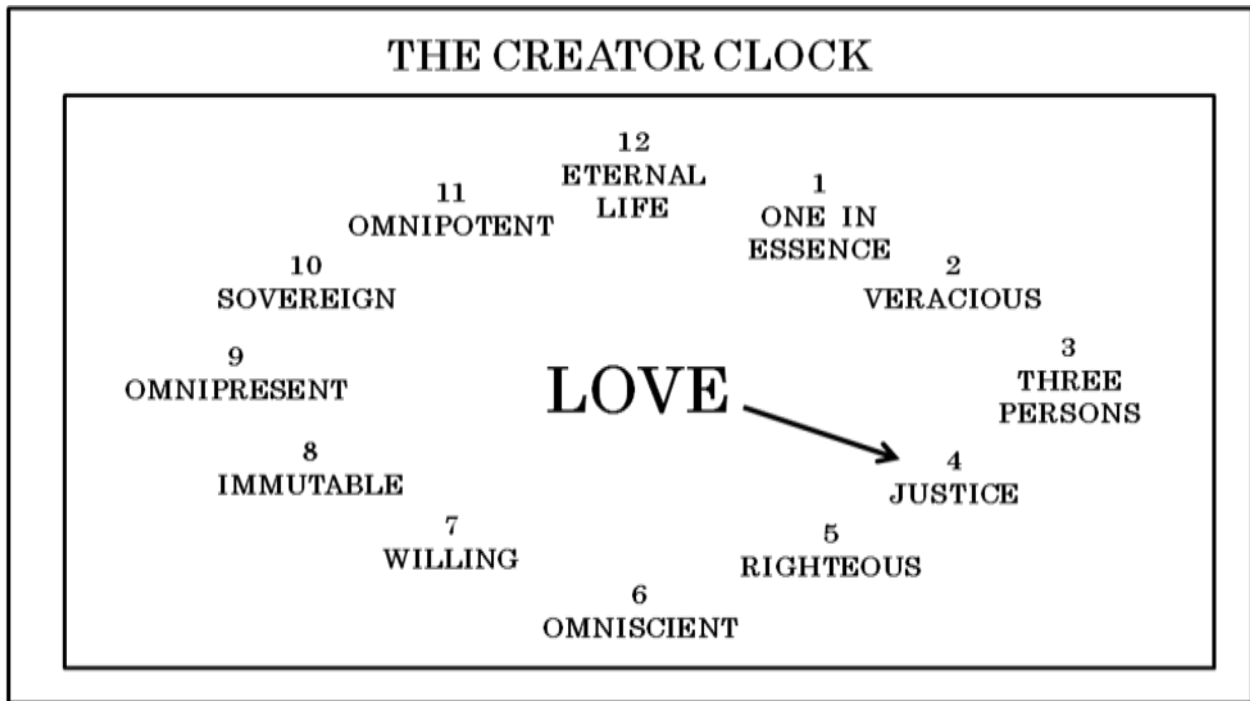 THE CREATOR CLOCK
12
ETERNAL
LIFE
1
ONE IN
ESSENCE
2
VERACIOUS
3
THREE
PERSONS
4
JUSTICE
5
RIGHTEOUS
6
OMNISCIENT
7
WILLING
8
IMMUTABLE
9
OMNIPRESENT
10
SOVEREIGN
11
OMNIPOTENT
LOVE